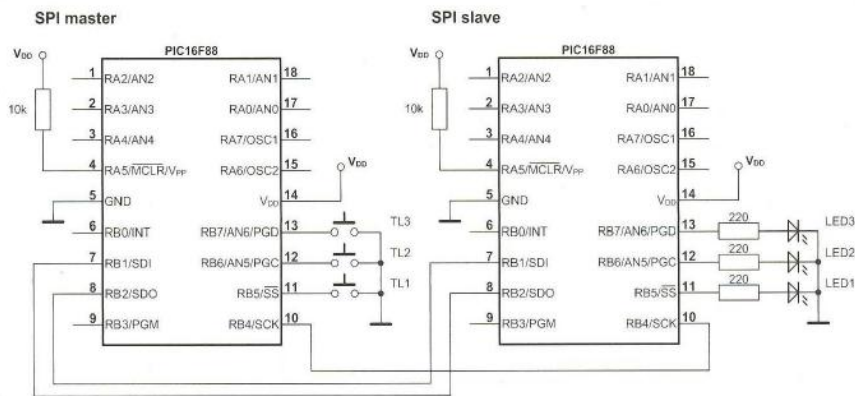 SPI master
PIC16F88
VDD
10k
1 RA2/AN2 RA1/AN1 18
2 RA3/AN3 RA0/AN0 17
3 RA4/AN4 RA7/OSC1 16
4 RA5/MCLR/VPP RA6/OSC2 15
VDD
5 GND VDD 14
6 RB0/INT RB7/AN6/PGD 13 TL3
7 RB1/SDI RB6/AN5/PGC 12 TL2
8 RB2/SDO RB5/SS 11 TL1
9 RB3/PGM RB4/SCK 10
SPI slave
PIC16F88
VDD
10k
1 RA2/AN2 RA1/AN1 18
2 RA3/AN3 RA0/AN0 17
3 RA4/AN4 RA7/OSC1 16
4 RA5/MCLR/VPP RA6/OSC2 15
VDD
5 GND VDD 14
6 RB0/INT RB7/AN6/PGD 13 220 LED3
7 RB1/SDI RB6/AN5/PGC 12 220 LED2
8 RB2/SDO RB5/SS 11 220 LED1
9 RB3/PGM RB4/SCK 10